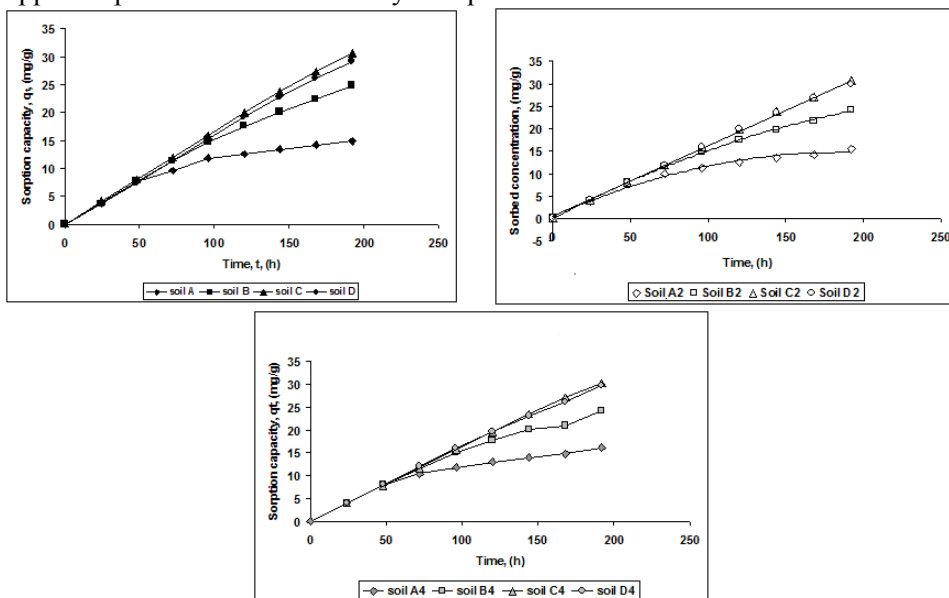 Sorption capacity, qt, (mg/g)
35
30
25
20
15
10
5
0
0 50 100 150 200 250
Time, t, (h)
soil A soil B soil C soil D
Sorbed concentration, (mg/g)
35
30
25
20
15
10
5
0
-5
0 50 100 150 200 250
Time, (h)
Soil A2 Soil B2 Soil C2 Soil D2
Sorption capacity, qt, (mg/g)
35
30
25
20
15
10
5
0
0 50 100 150 200 250
Time, (h)
soil A4 soil B4 soil C4 soil D4